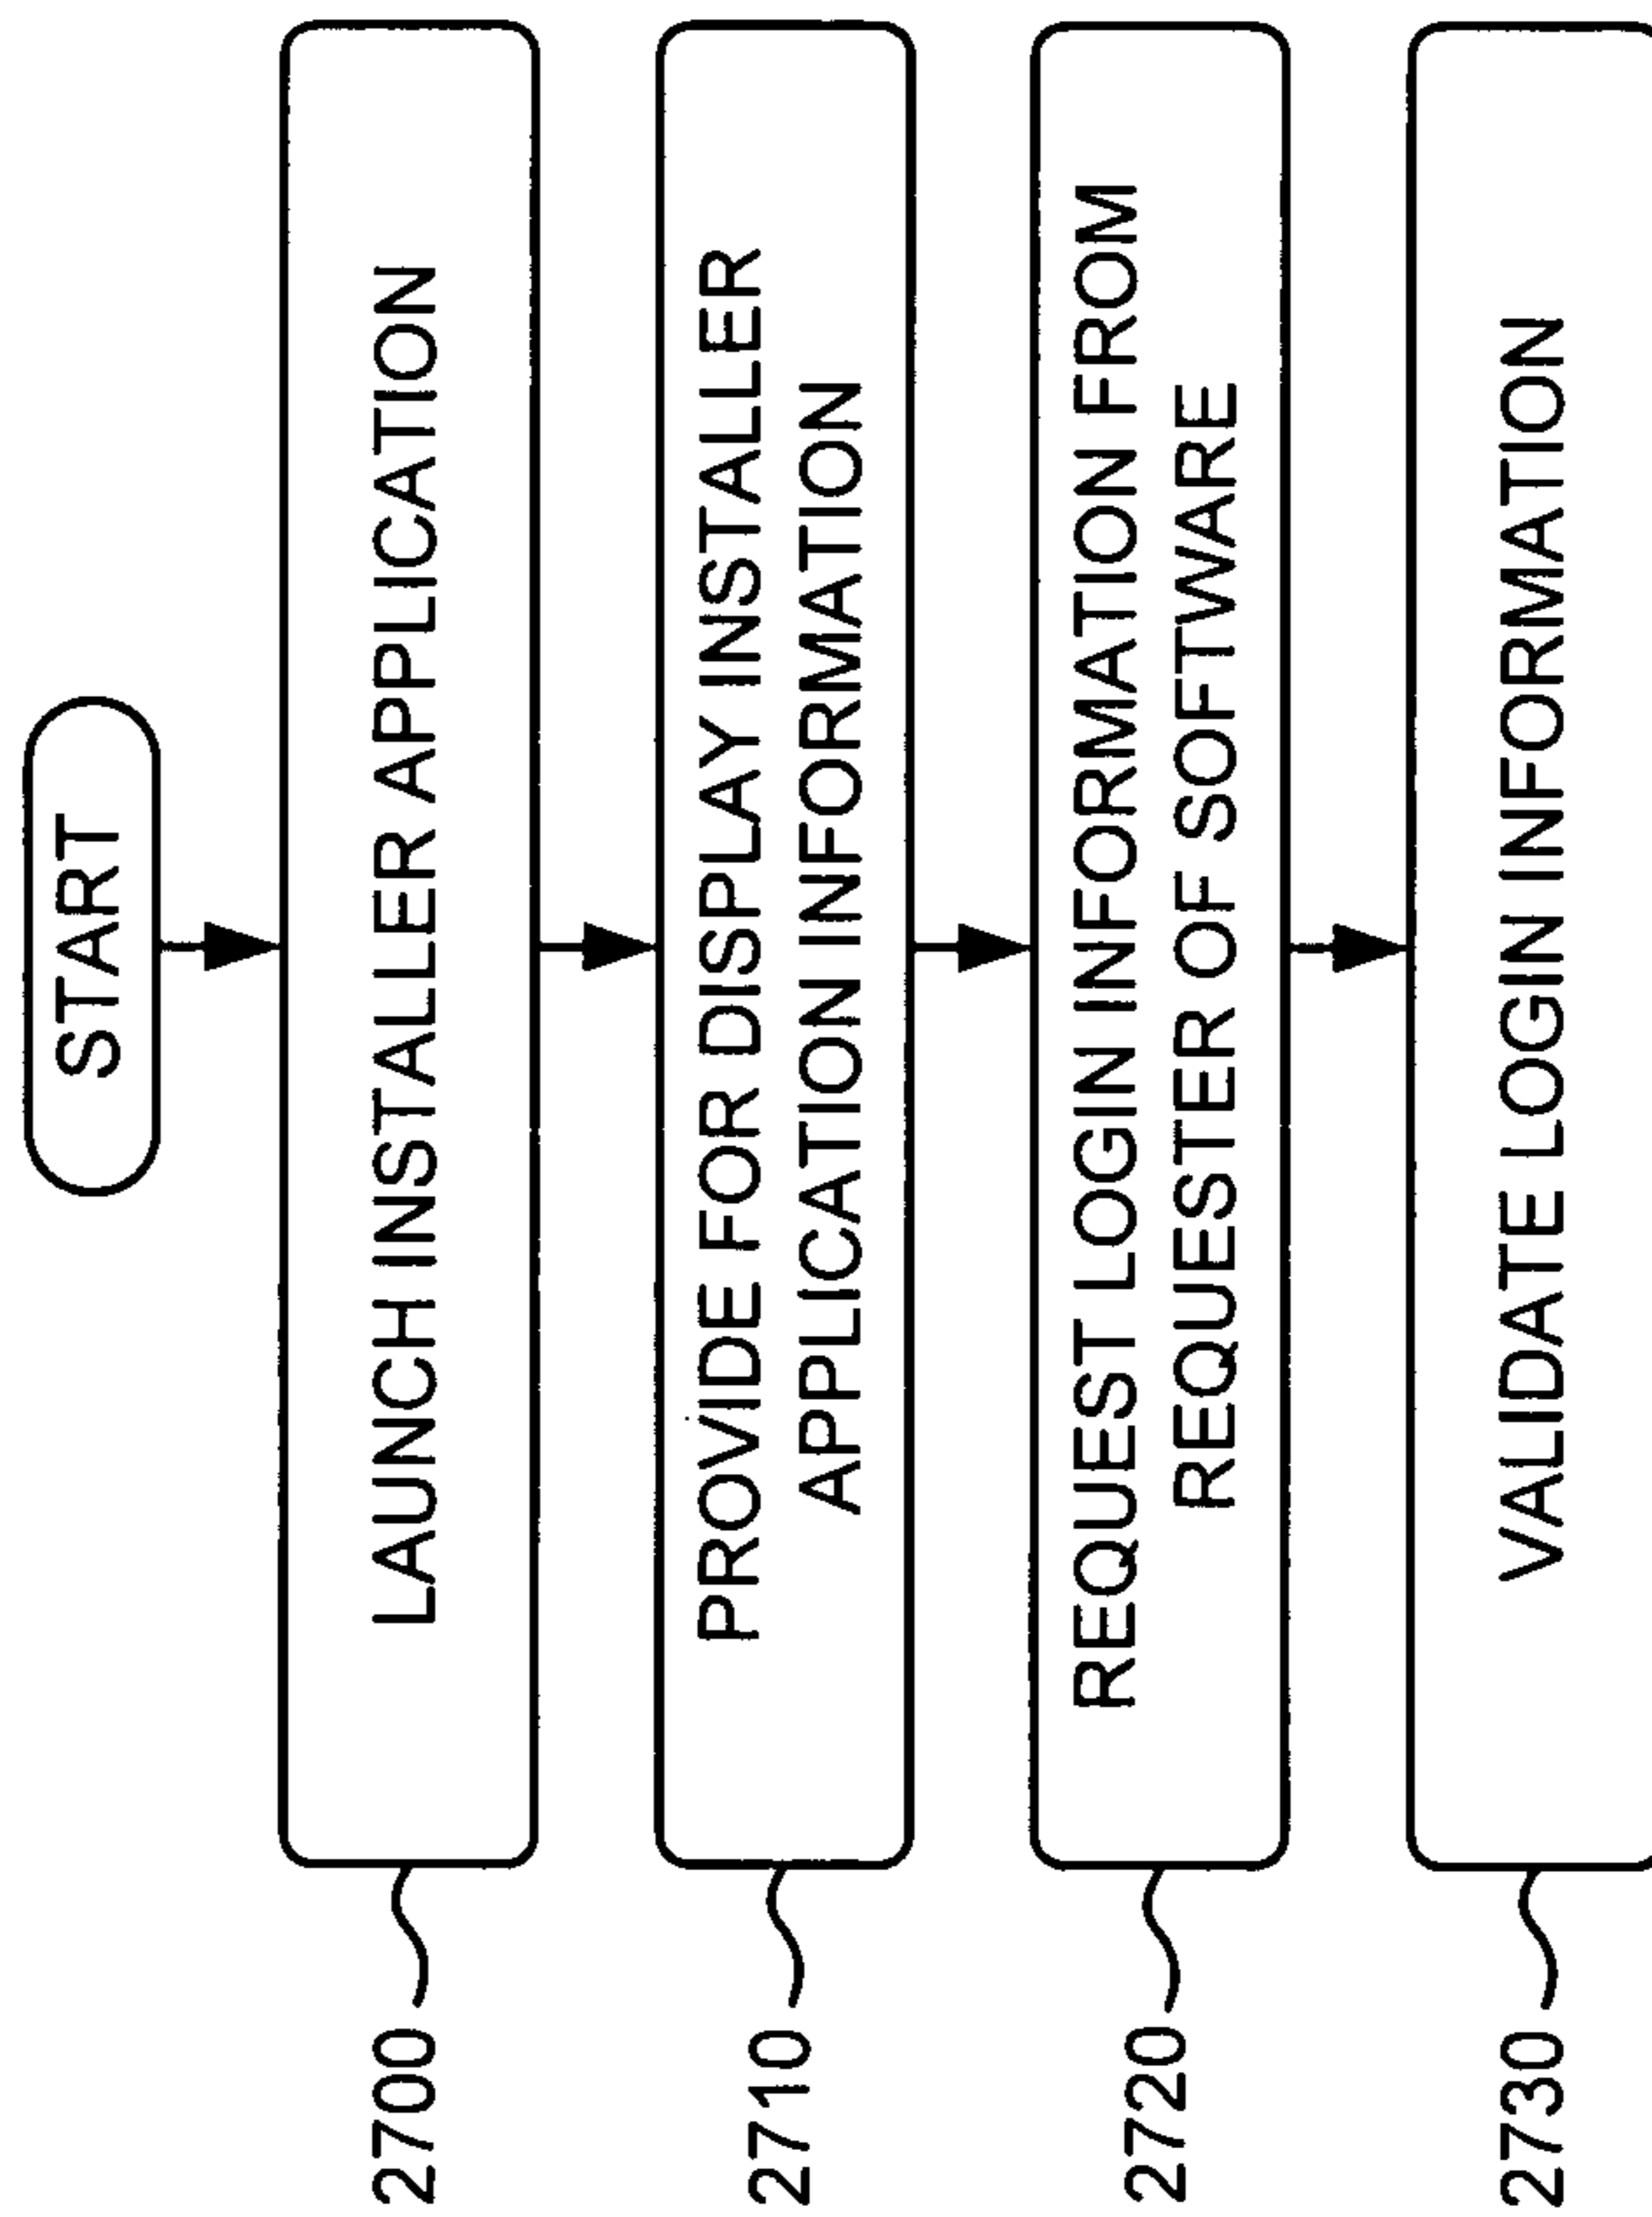 START
LAUNCH INSTALLER APPLICATION
2700
PROVIDE FOR DISPLAY INSTALLER
APPLICATION INFORMATION
2710
REQUEST LOGIN INFORMATION FROM
REQUESTER OF SOFTWARE
2720
VALIDATE LOGIN INFORMATION
2730